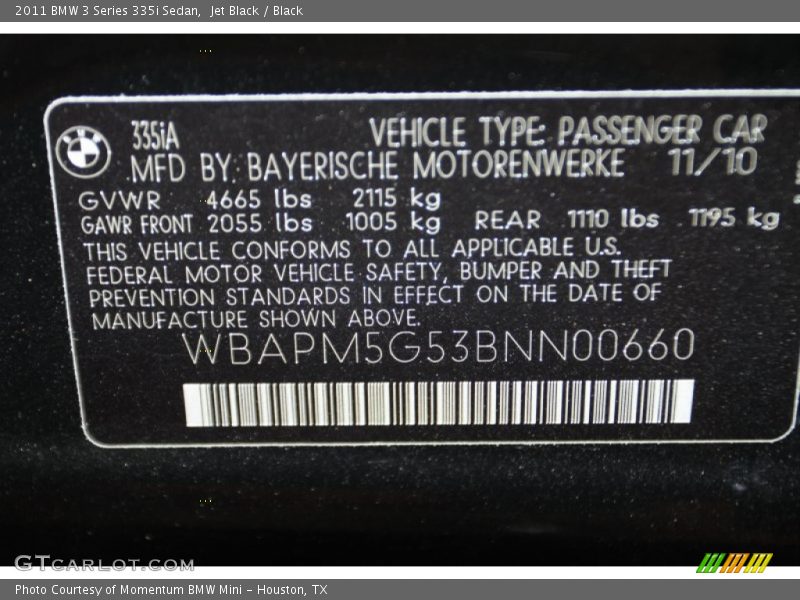 2011 BMW 3 Series 335i Sedan,  Jet Black / Black
335iA VEHICLE TYPE: PASSENGER CAR
MFD BY: BAYERISCHE MOTORENWERKE 11/10
GVWR 4665 lbs 2115 kg
GAWR FRONT 2055 lbs 1005 kg REAR 1110 lbs 1195 kg
THIS VEHICLE CONFORMS TO ALL APPLICABLE U.S.
FEDERAL MOTOR VEHICLE SAFETY, BUMPER AND THEFT
PREVENTION STANDARDS IN EFFECT ON THE DATE OF
MANUFACTURE SHOWN ABOVE.
WBAPM5G53BNN00660
GTCARLOT.COM
Photo Courtesy of Momentum BMW Mini - Houston, TX